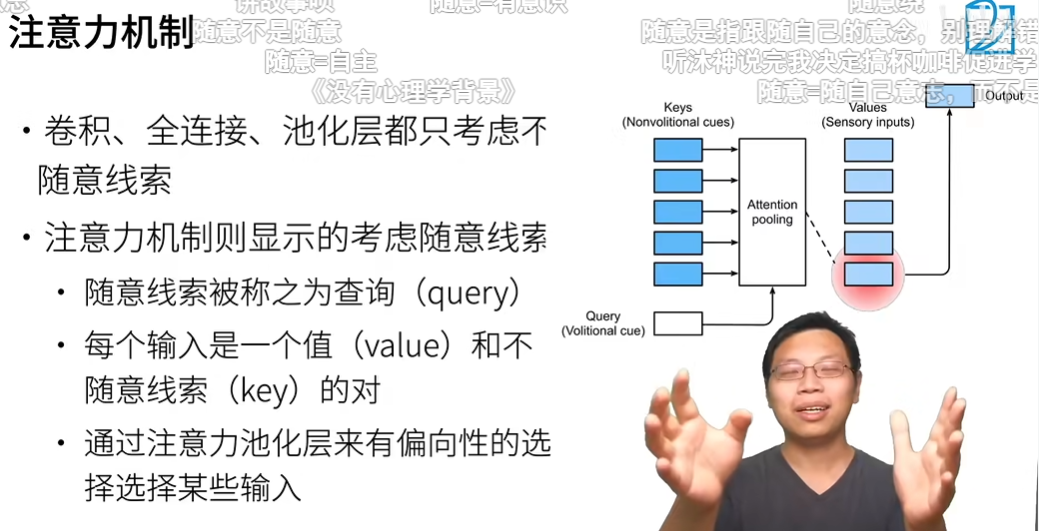 随意=有意识
注意力机制
随意不是随意
随意是指跟随自己的意念，别理解错
随意=自主
听沐神说完我决定搞杯咖啡促进学
《没有心理学背景》
随意=随自己意志，而不是
• 卷积、全连接、池化层都只考虑不
随意线索
• 注意力机制则显示的考虑随意线索
• 随意线索被称之为查询（query）
• 每个输入是一个值（value）和不
随意线索（key）的对
• 通过注意力池化层来有偏向性的选
择选择某些输入
Keys
(Nonvolitional cues)
Values
(Sensory inputs)
Output
Attention
pooling
Query
(Volitional cue)